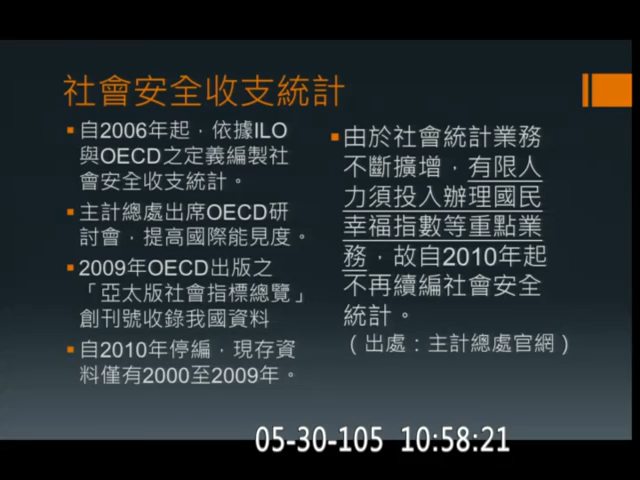 社會安全收支統計
自2006年起，依據ILO
與OECD之定義編製社
會安全收支統計。
主計總處出席OECD研
討會，提高國際能見度。
2009年OECD出版之
「亞太版社會指標總覽」
創刊號收錄我國資料
自2010年停編，現存資
料僅有2000至2009年。
由於社會統計業務
不斷擴增，有限人
力須投入辦理國民
幸福指數等重點業
務，故自2010年起
不再續編社會安全
統計。
（出處：主計總處官網）
05-30-105 10:58:21